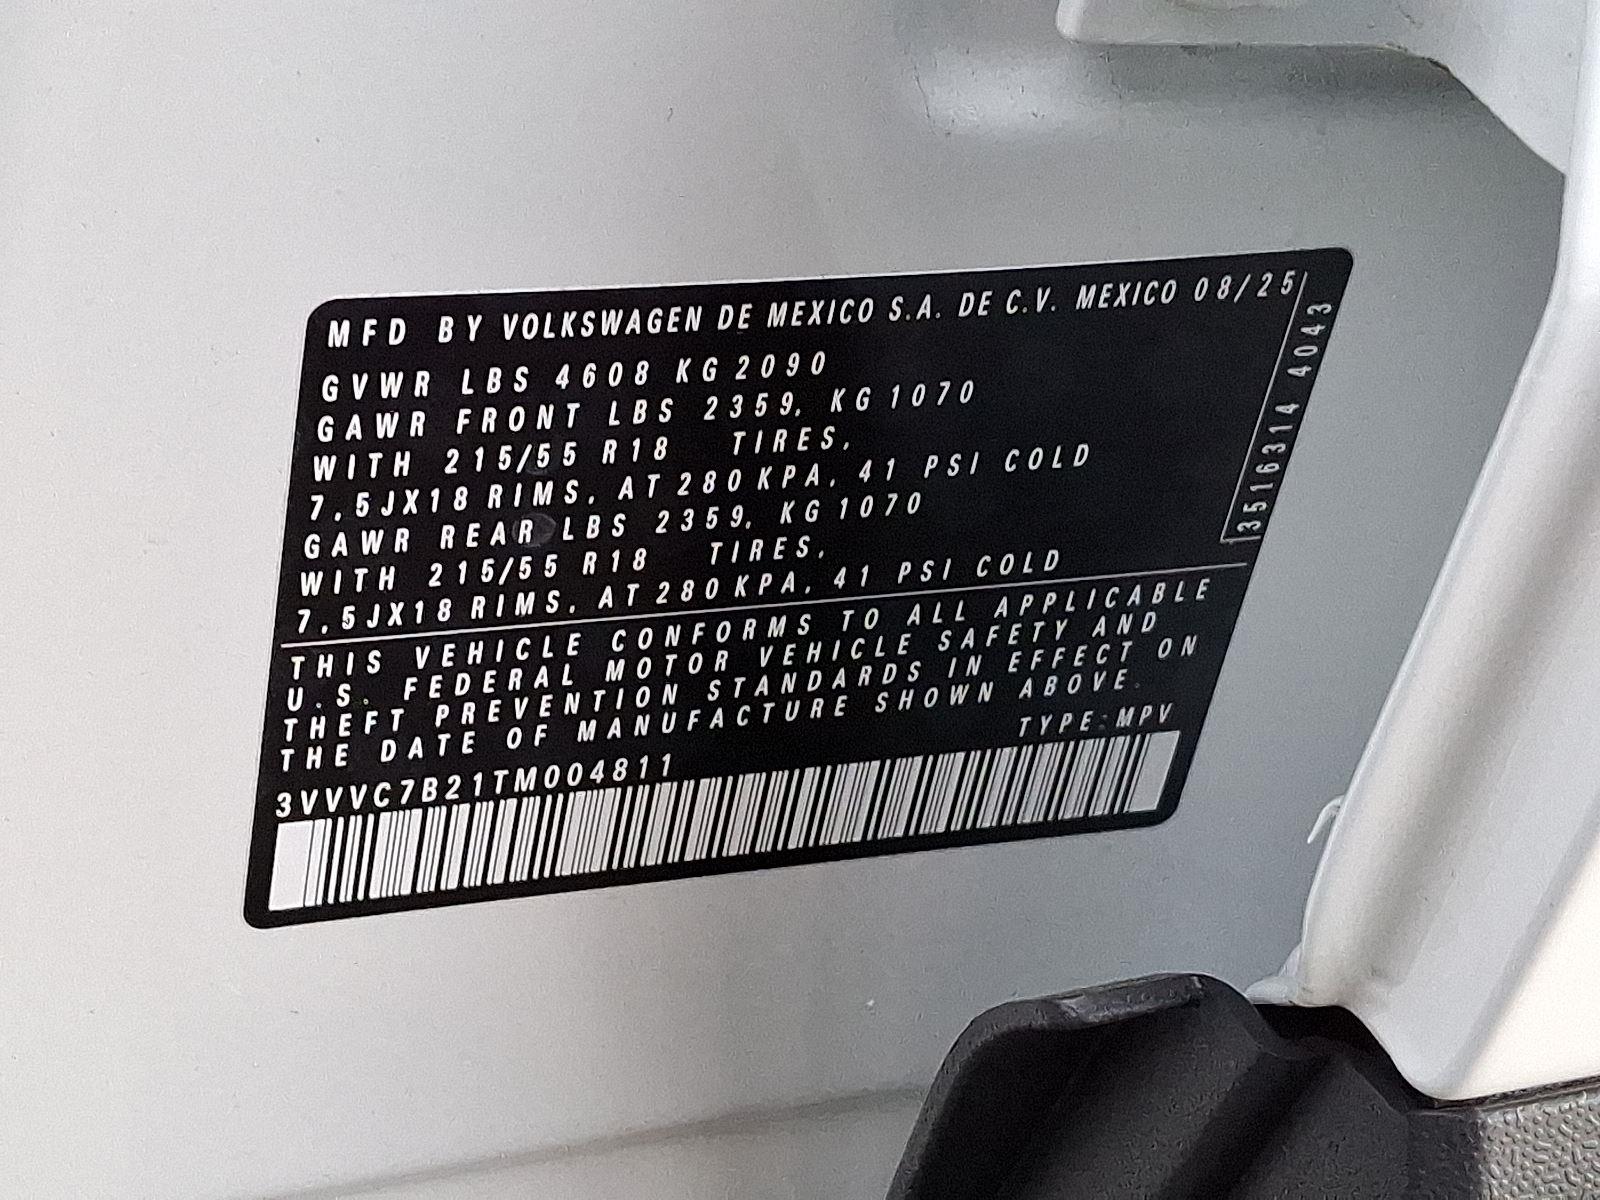 MFD BY VOLKSWAGEN DE MEXICO S.A. DE C.V. MEXICO 08/25
GVWR LBS 4608 KG 2090
GAWR FRONT LBS 2359, KG 1070
WITH 215/55 R18 TIRES,
7,5JX18 RIMS, AT 280 KPA, 41 PSI COLD
GAWR REAR LBS 2359, KG 1070
WITH 215/55 R18 TIRES,
7,5JX18 RIMS, AT 280 KPA, 41 PSI COLD
THIS VEHICLE CONFORMS TO ALL APPLICABLE
U.S. FEDERAL MOTOR VEHICLE SAFETY AND
THEFT PREVENTION STANDARDS IN EFFECT ON
THE DATE OF MANUFACTURE SHOWN ABOVE.
TYPE:MPV
3VVVC7B21TM004811
3516314 4043